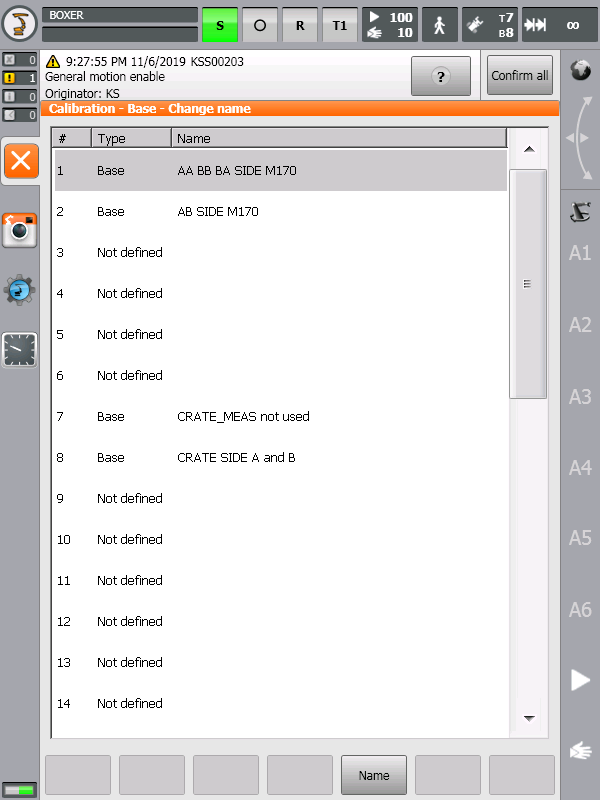 BOXER
S
O
R
T1
100
10
T7
B8
∞
0
1
0
0
9:27:55 PM 11/6/2019 KSS00203
General motion enable
Originator: KS
?
Confirm all
Calibration - Base - Change name
# Type Name
1 Base AA BB BA SIDE M170
2 Base AB SIDE M170
3 Not defined
4 Not defined
5 Not defined
6 Not defined
7 Base CRATE_MEAS not used
8 Base CRATE SIDE A and B
9 Not defined
10 Not defined
11 Not defined
12 Not defined
13 Not defined
14 Not defined
A1
A2
A3
A4
A5
A6
Name